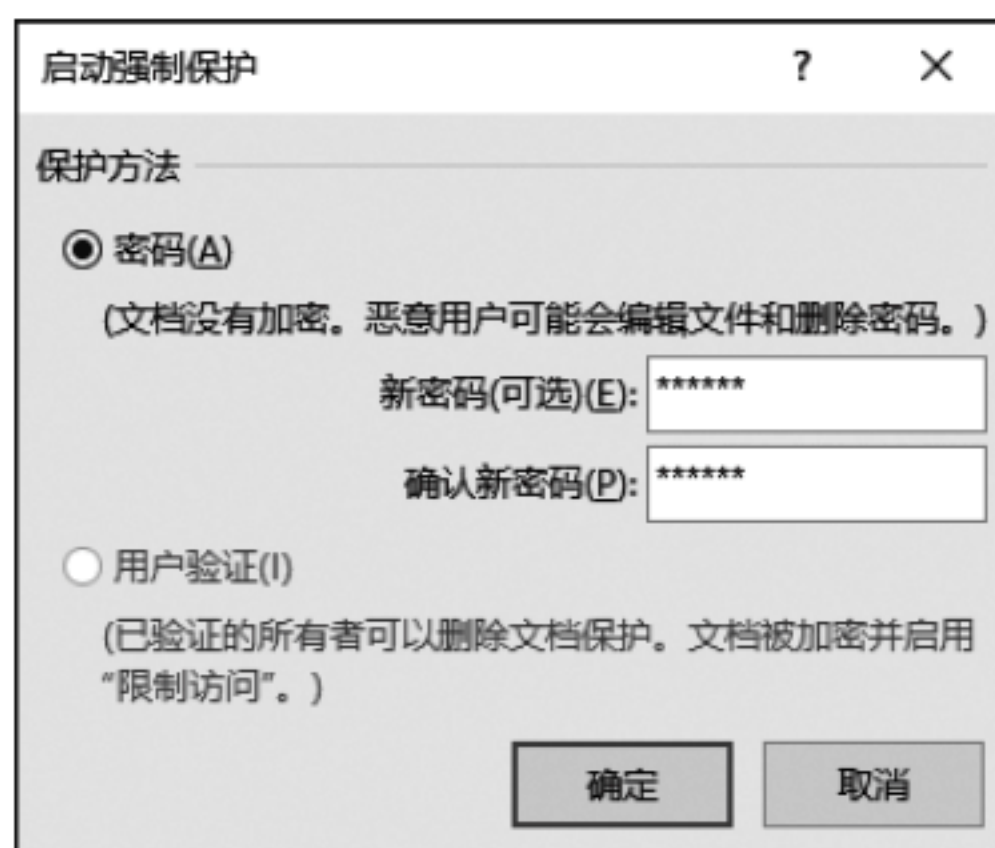 启动强制保护 ? ×
保护方法
密码(A)
(文档没有加密。恶意用户可能会编辑文件和删除密码。)
新密码(可选)(E): ******
确认新密码(P): ******
用户验证(I)
(已验证的所有者可以删除文档保护。文档被加密并启用
“限制访问”。)
确定 取消